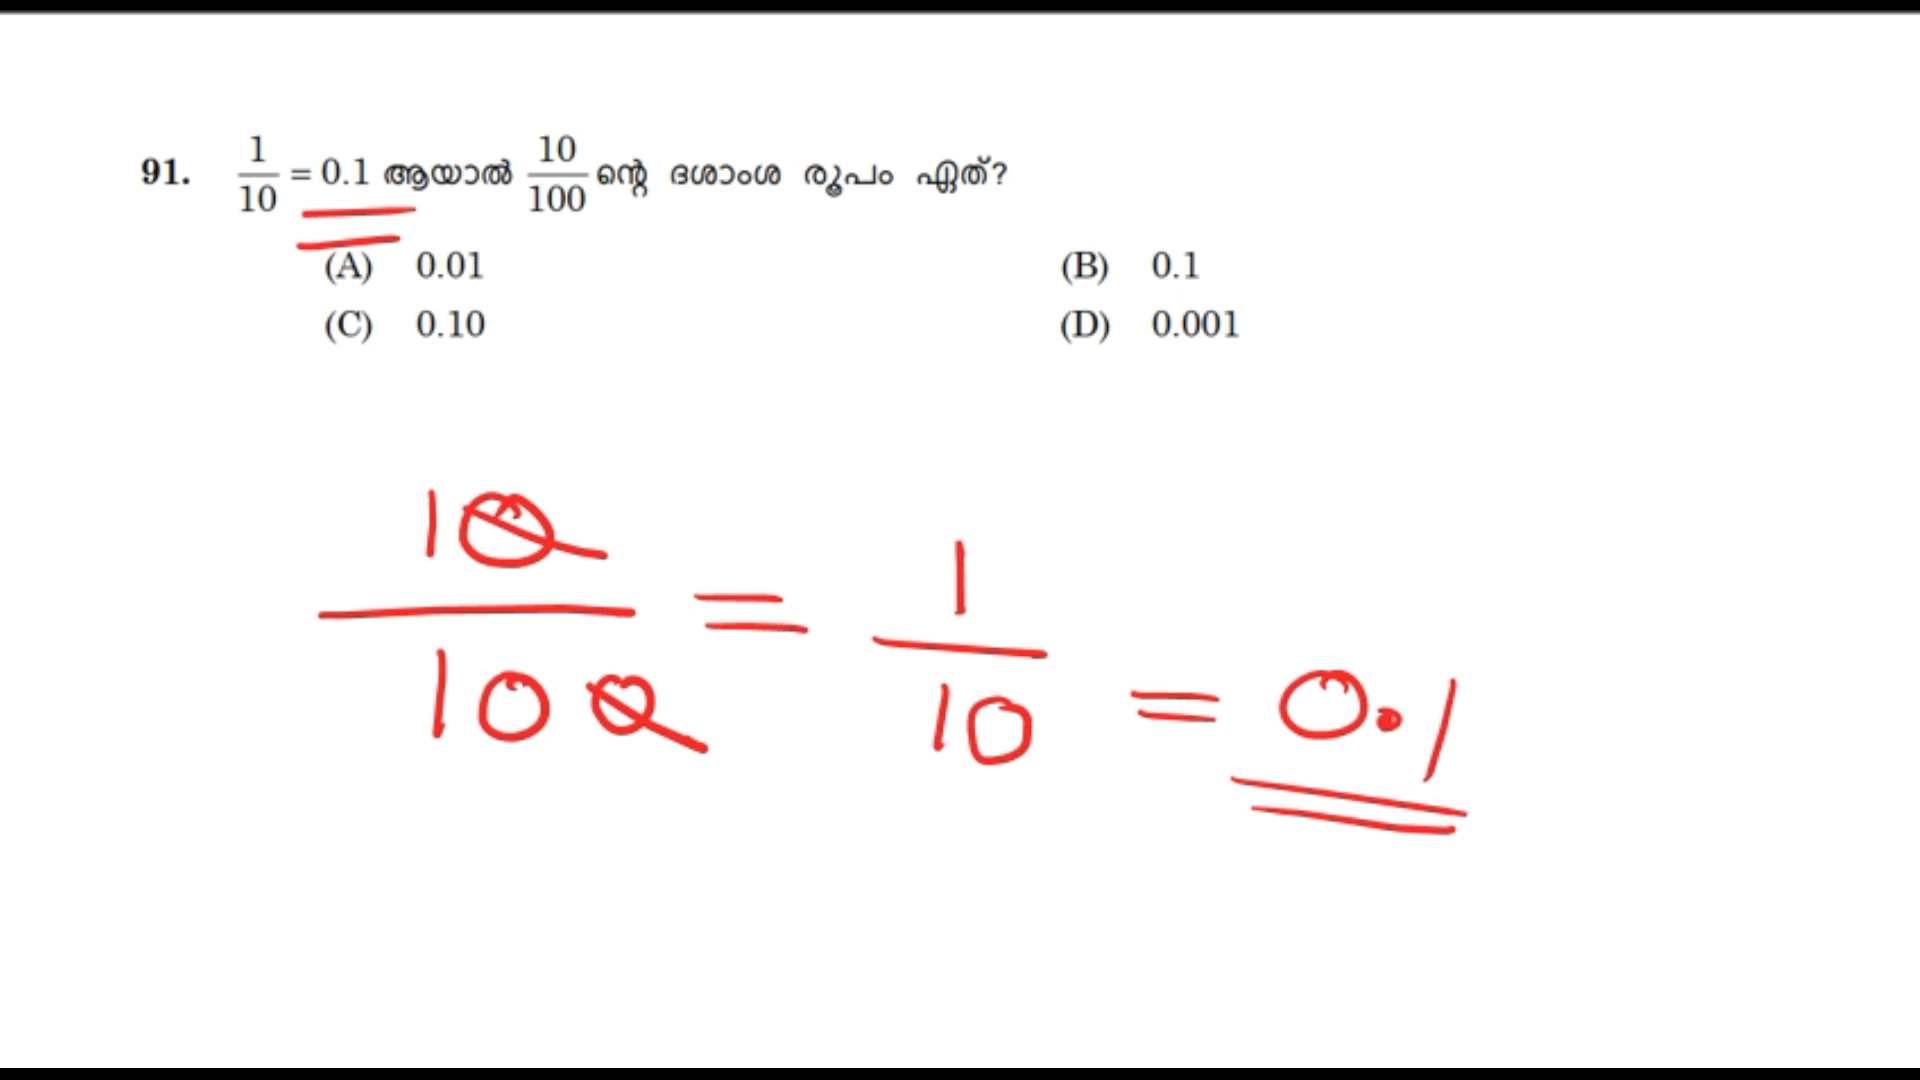 91. 1/10 = 0.1 ആയാൽ 10/100 ന്റെ ദശാംശ രൂപം ഏത്?
(A) 0.01 (B) 0.1
(C) 0.10 (D) 0.001
10/100 = 1/10 = 0.1